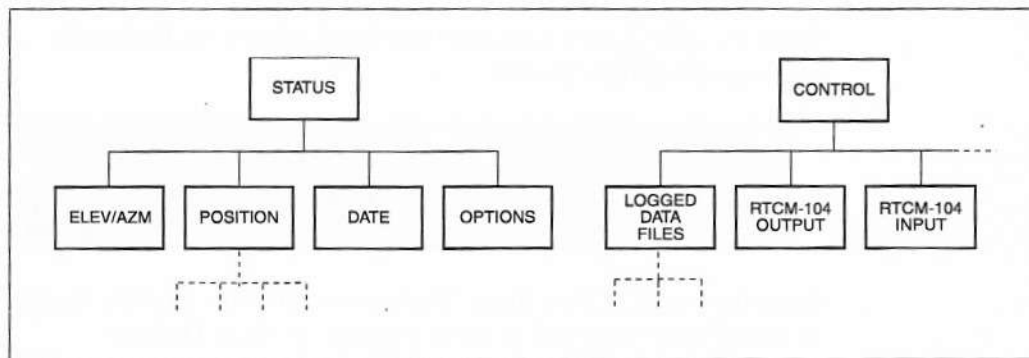 STATUS
CONTROL
ELEV/AZM
POSITION
DATE
OPTIONS
LOGGED
DATA
FILES
RTCM-104
OUTPUT
RTCM-104
INPUT